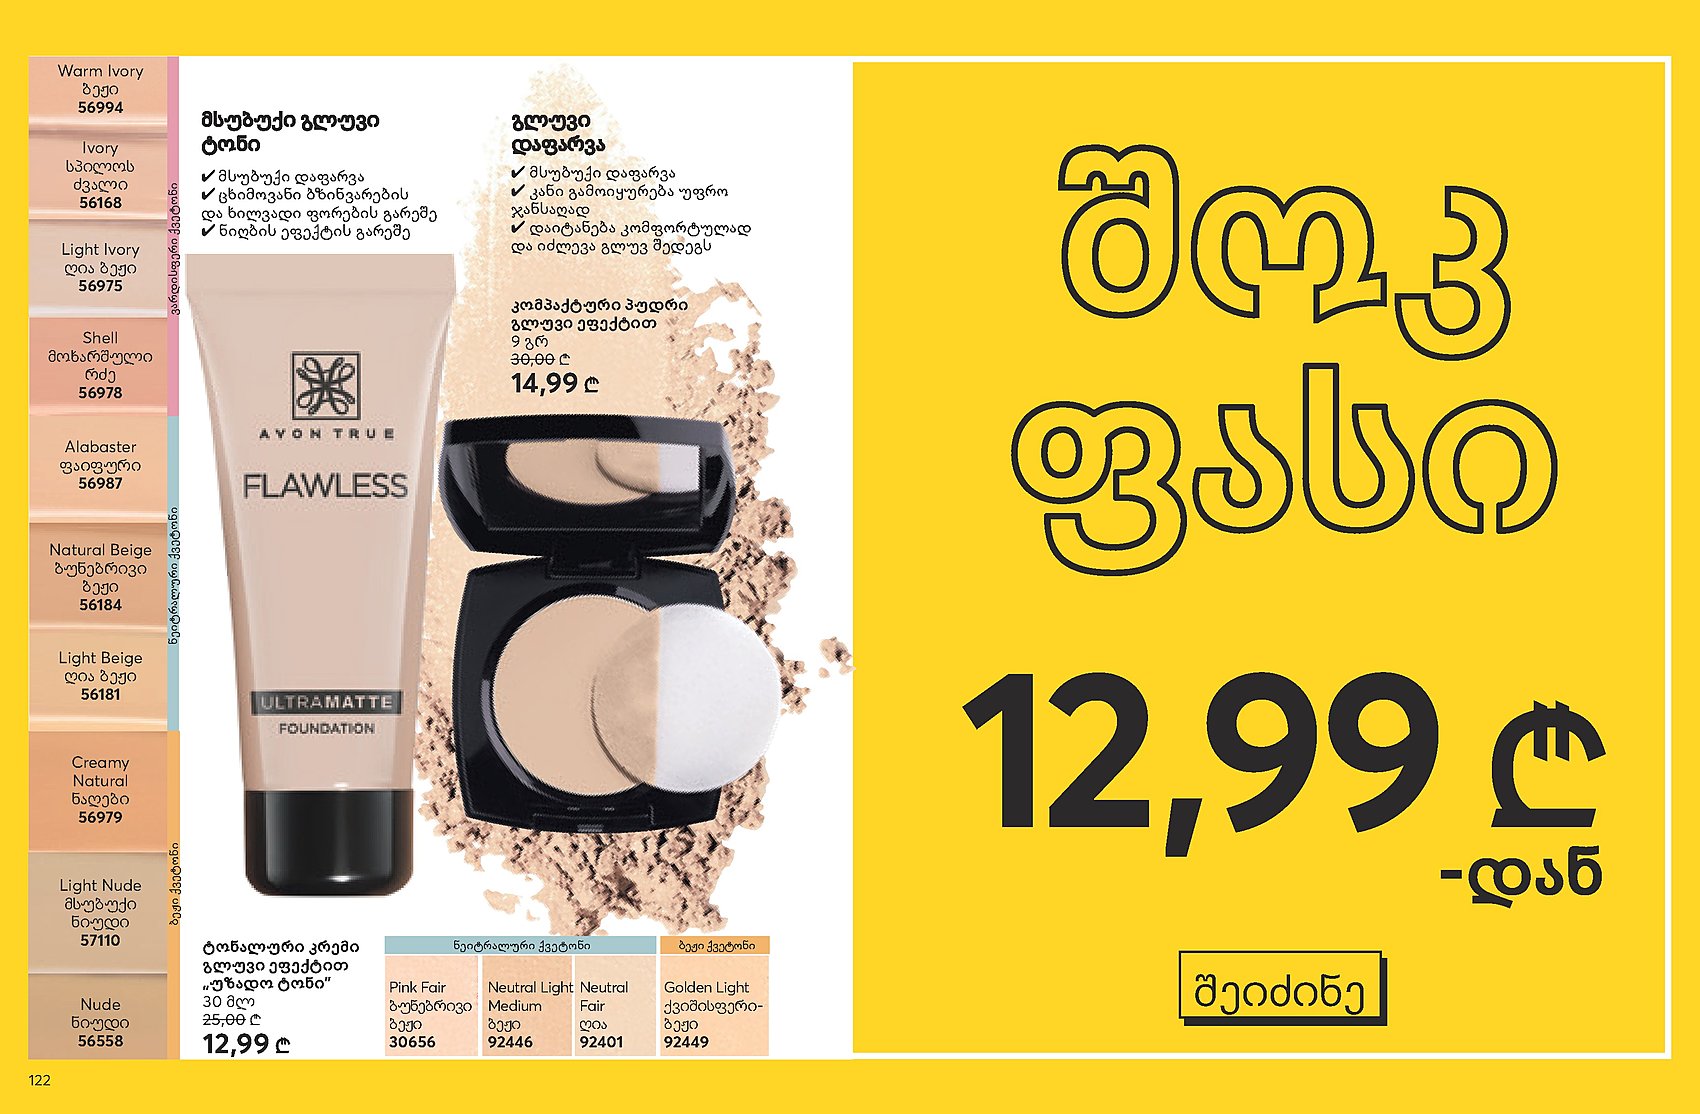 Warm Ivory
ბეჟი
56994
Ivory
სპილოს
ძვალი
56168
Light Ivory
ღია ბეჟი
56975
Shell
მოხარშული
რძე
56978
ვარდისფერი ქვეტონი
Alabaster
ფაიფური
56987
Natural Beige
ბუნებრივი
ბეჟი
56184
Light Beige
ღია ბეჟი
56181
ნეიტრალური ქვეტონი
Creamy
Natural
ნაღები
56979
Light Nude
მსუბუქი
ნიუდი
57110
Nude
ნიუდი
56558
ბეჟი ქვეტონი
მსუბუქი გლუვი
ტონი
✔ მსუბუქი დაფარვა
✔ ცხიმოვანი ბზინვარების
და ხილვადი ფორების გარეშე
✔ ნიღბის ეფექტის გარეშე
AVON TRUE
FLAWLESS
ULTRAMATTE
FOUNDATION
ტონალური კრემი
გლუვი ეფექტით
„უზადო ტონი”
30 მლ
25,00 ₾
12,99 ₾
გლუვი
დაფარვა
✔ მსუბუქი დაფარვა
✔ კანი გამოიყურება უფრო
ჯანსაღად
✔ დაიტანება კომფორტულად
და იძლევა გლუვ შედეგს
კომპაქტური პუდრი
გლუვი ეფექტით
9 გრ
30,00 ₾
14,99 ₾
ნეიტრალური ქვეტონი
Pink Fair
ბუნებრივი
ბეჟი
30656
Neutral Light
Medium
ბეჟი
92446
Neutral
Fair
ღია
92401
ბეჟი ქვეტონი
Golden Light
ქვიშისფერი-
ბეჟი
92449
122
შოკ
ფასი
12,99 ₾
-დან
შეიძინე